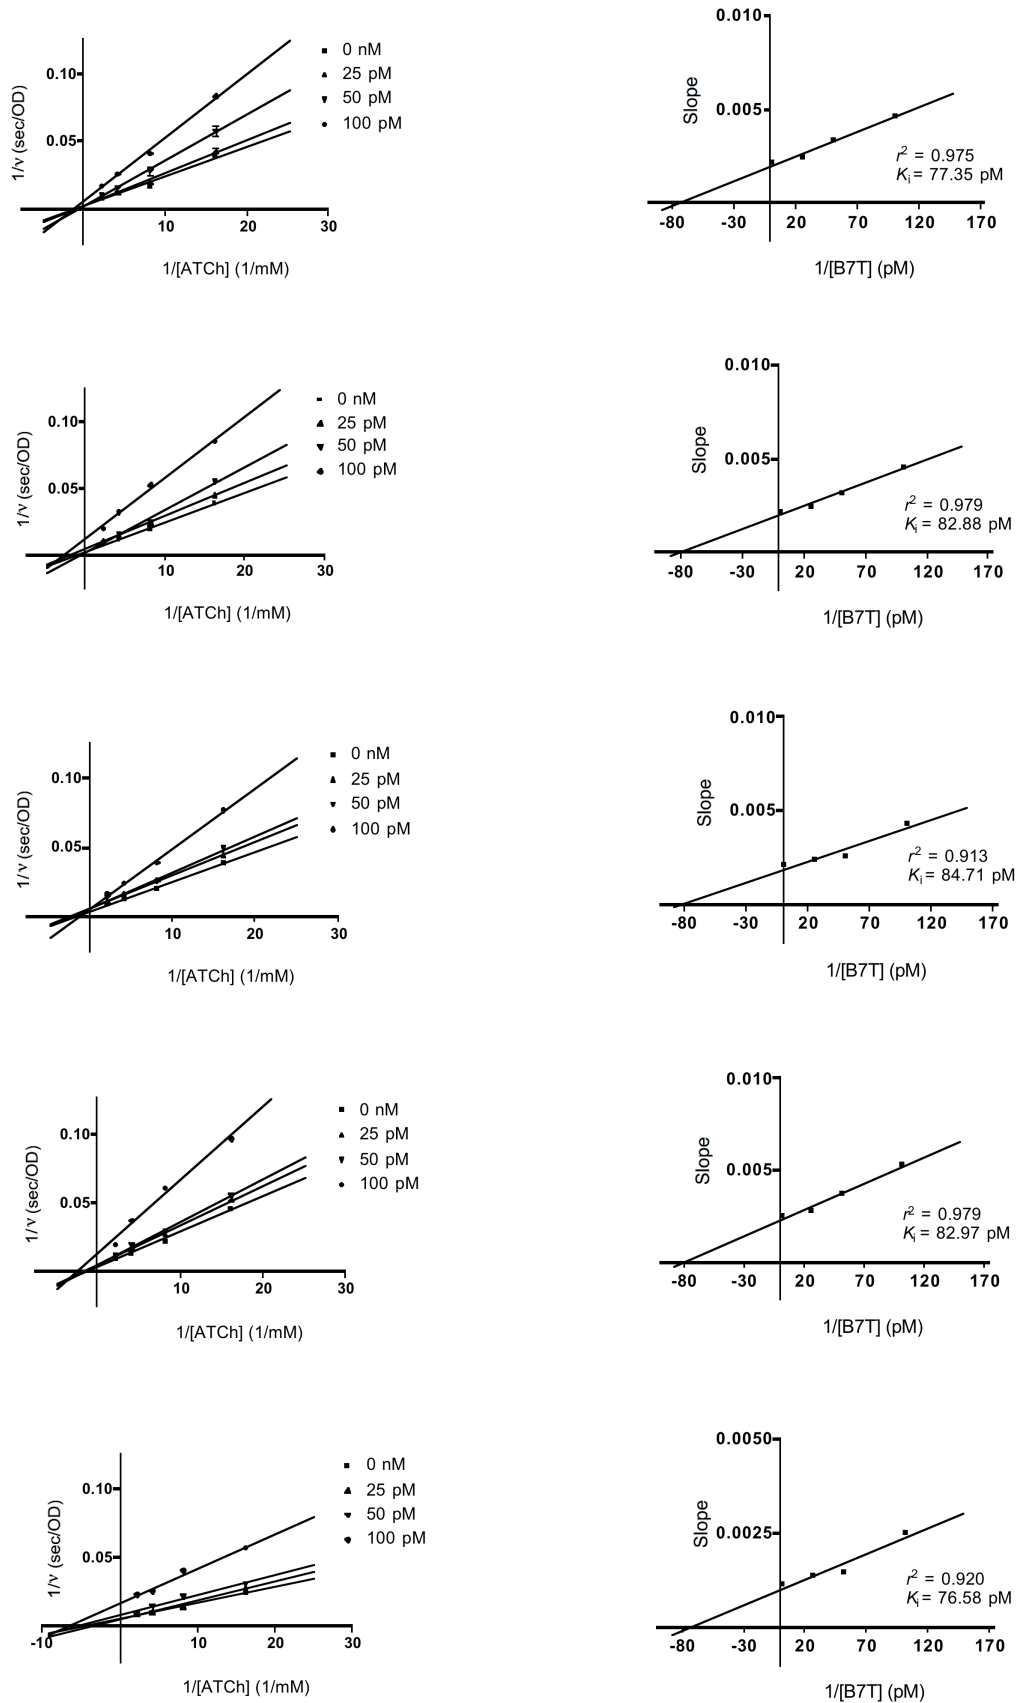 0.10
0.05
1/ν (sec/OD)
0 nM
25 pM
50 pM
100 pM
10
20
30
1/[ATCh] (1/mM)
0.010
0.005
Slope
r² = 0.975
Ki = 77.35 pM
-80
-30
20
70
120
170
1/[B7T] (pM)
0.10
0.05
1/ν (sec/OD)
0 nM
25 pM
50 pM
100 pM
10
20
30
1/[ATCh] (1/mM)
0.010
0.005
Slope
r² = 0.979
Ki = 82.88 pM
-80
-30
20
70
120
170
1/[B7T] (pM)
0.10
0.05
1/ν (sec/OD)
0 nM
25 pM
50 pM
100 pM
10
20
30
1/[ATCh] (1/mM)
0.010
0.005
Slope
r² = 0.913
Ki = 84.71 pM
-80
-30
20
70
120
170
1/[B7T] (pM)
0.10
0.05
1/ν (sec/OD)
0 nM
25 pM
50 pM
100 pM
10
20
30
1/[ATCh] (1/mM)
0.010
0.005
Slope
r² = 0.979
Ki = 82.97 pM
-80
-30
20
70
120
170
1/[B7T] (pM)
0.10
0.05
1/ν (sec/OD)
0 nM
25 pM
50 pM
100 pM
-10
10
20
30
1/[ATCh] (1/mM)
0.0050
0.0025
Slope
r² = 0.920
Ki = 76.58 pM
-80
-30
20
70
120
170
1/[B7T] (pM)